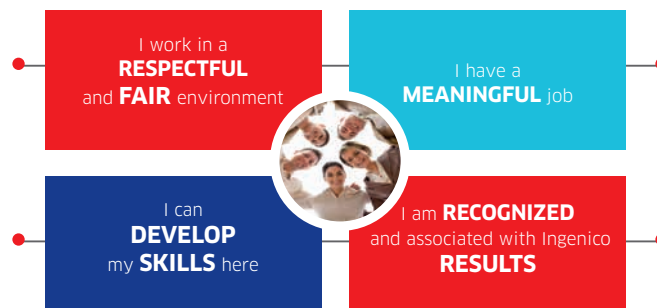 I work in a
RESPECTFUL
and FAIR environment
I have a
MEANINGFUL job
I can
DEVELOP
my SKILLS here
I am RECOGNIZED
and associated with Ingenico
RESULTS